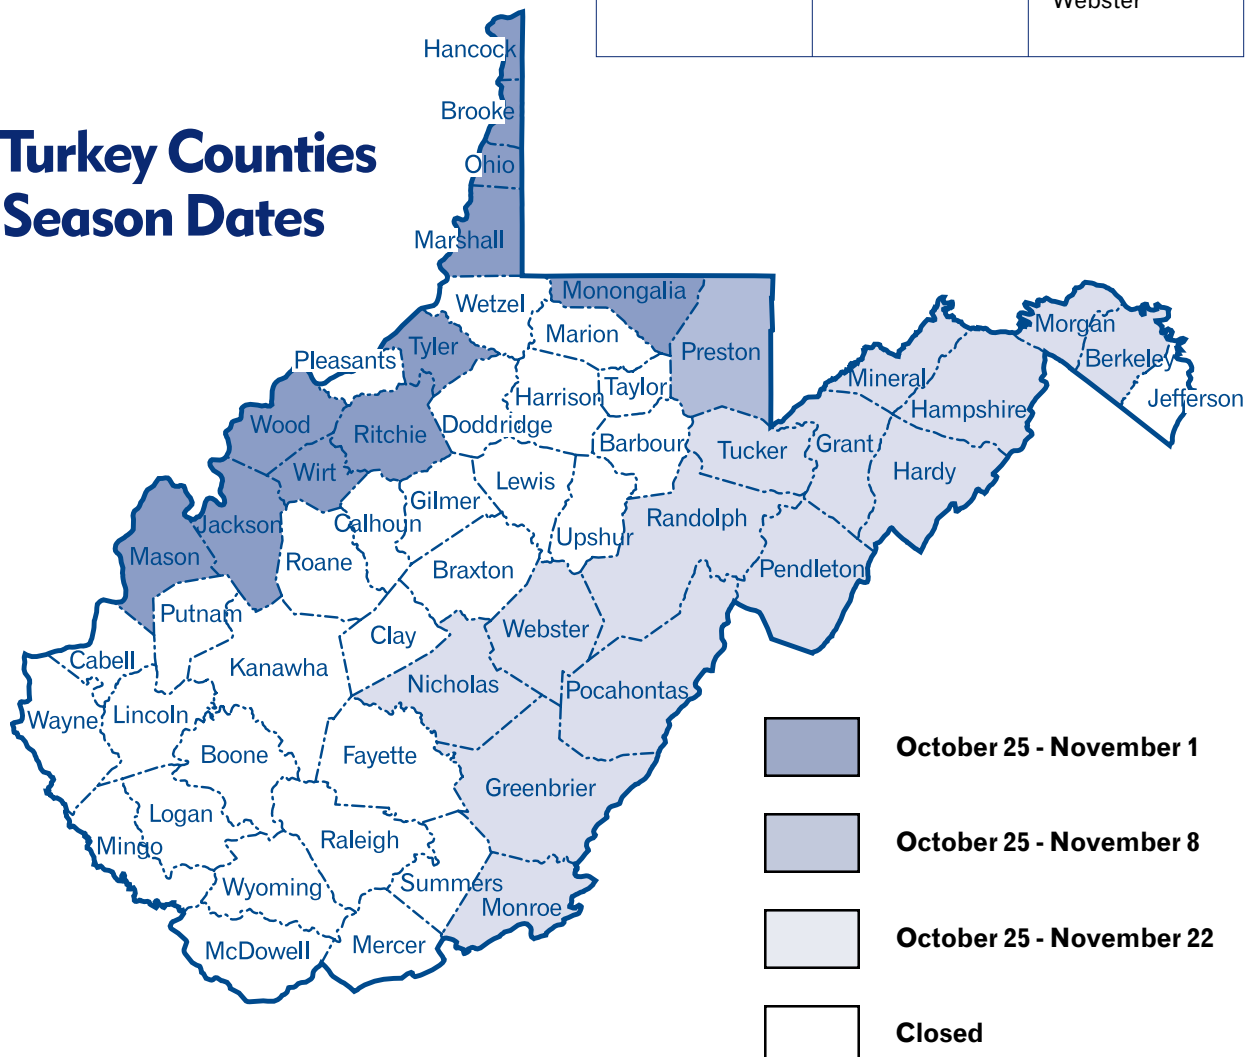 Webster
Turkey Counties
Season Dates
Hancock
Brooke
Ohio
Marshall
Wetzel
Monongalia
Marion
Preston
Tyler
Pleasants
Harrison
Taylor
Doddridge
Wood
Ritchie
Wirt
Barbour
Tucker
Grant
Mineral
Hampshire
Hardy
Morgan
Berkeley
Jefferson
Lewis
Gilmer
Calhoun
Jackson
Mason
Roane
Upshur
Randolph
Braxton
Pendleton
Putnam
Clay
Webster
Cabell
Kanawha
Nicholas
Pocahontas
Wayne
Lincoln
Boone
Fayette
Greenbrier
Logan
Mingo
Raleigh
Wyoming
Summers
Monroe
McDowell
Mercer
October 25 - November 1
October 25 - November 8
October 25 - November 22
Closed